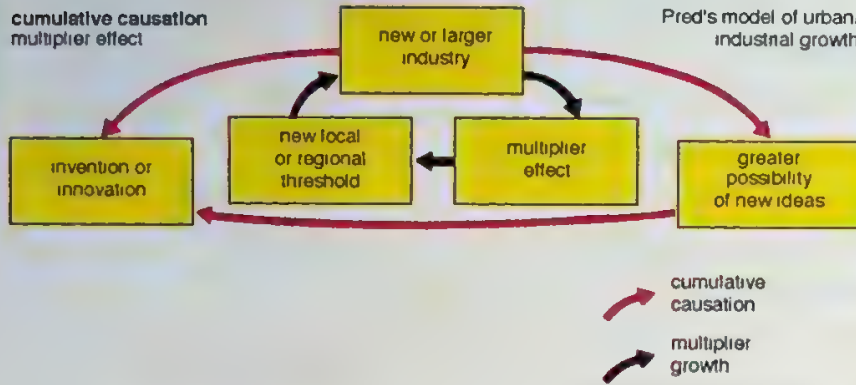 cumulative causation
multiplier effect
Pred's model of urban/
industrial growth
new or larger
industry
invention or
innovation
new local
or regional
threshold
multiplier
effect
greater
possibility
of new ideas
cumulative
causation
multiplier
growth